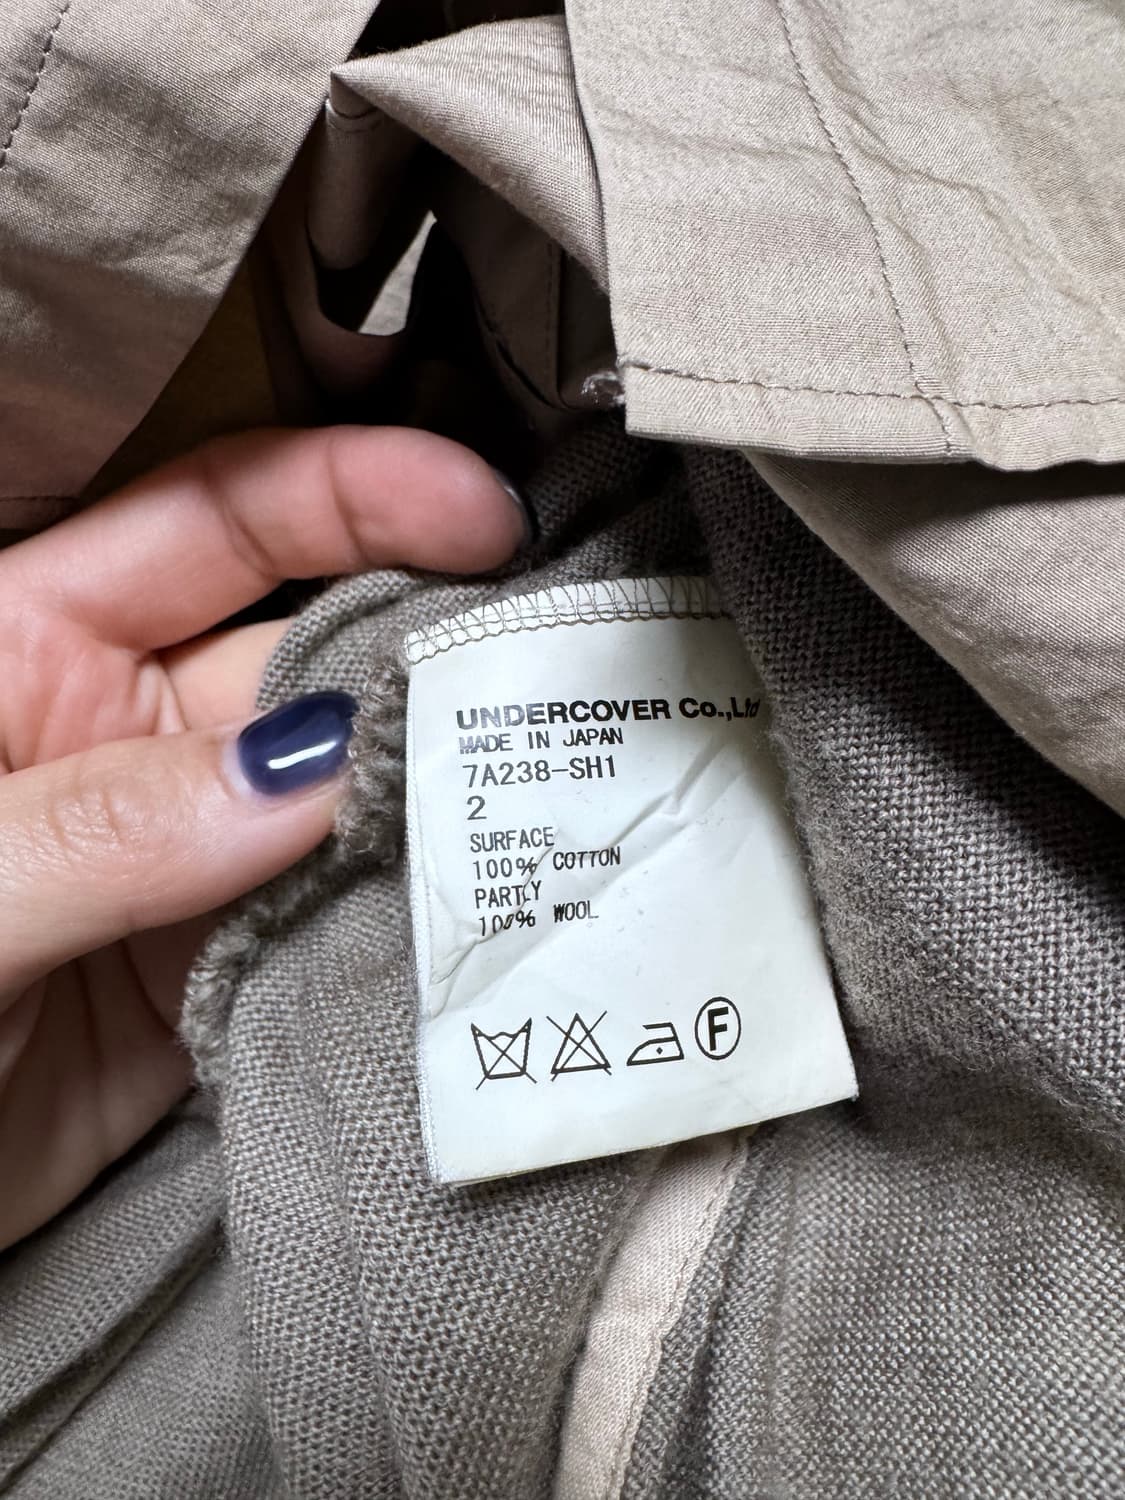 UNDERCOVER Co.,Ltd
MADE IN JAPAN
7A238-SH1
2
SURFACE
100% COTTON
PARTLY
100% WOOL
F